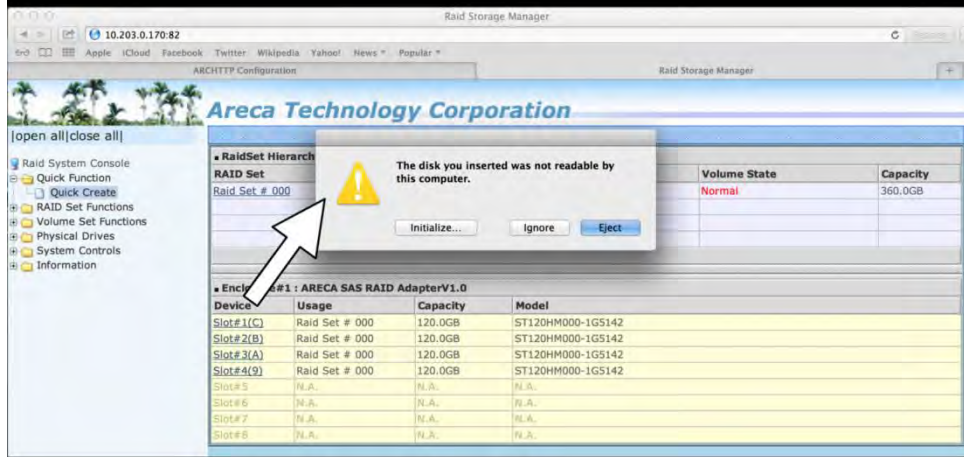 Raid Storage Manager
10.203.0.170:82
Apple iCloud Facebook Twitter Wikipedia Yahoo! News Popular
ARCHTTP Configuration Raid Storage Manager
Areca Technology Corporation
|open all|close all|
Raid System Console
Quick Function
Quick Create
RAID Set Functions
Volume Set Functions
Physical Drives
System Controls
Information
RaidSet Hierarch
RAID Set Volume State Capacity
Raid Set # 000 Normal 360.0GB
The disk you inserted was not readable by
this computer.
Initialize... Ignore Eject
#1 : ARECA SAS RAID AdapterV1.0
Device Usage Capacity Model
Slot#1(C) Raid Set # 000 120.0GB ST120HM000-1G5142
Slot#2(B) Raid Set # 000 120.0GB ST120HM000-1G5142
Slot#3(A) Raid Set # 000 120.0GB ST120HM000-1G5142
Slot#4(9) Raid Set # 000 120.0GB ST120HM000-1G5142
Slot#5 N.A. N.A. N.A.
Slot#6 N.A. N.A. N.A.
Slot#7 N.A. N.A. N.A.
Slot#8 N.A. N.A. N.A.